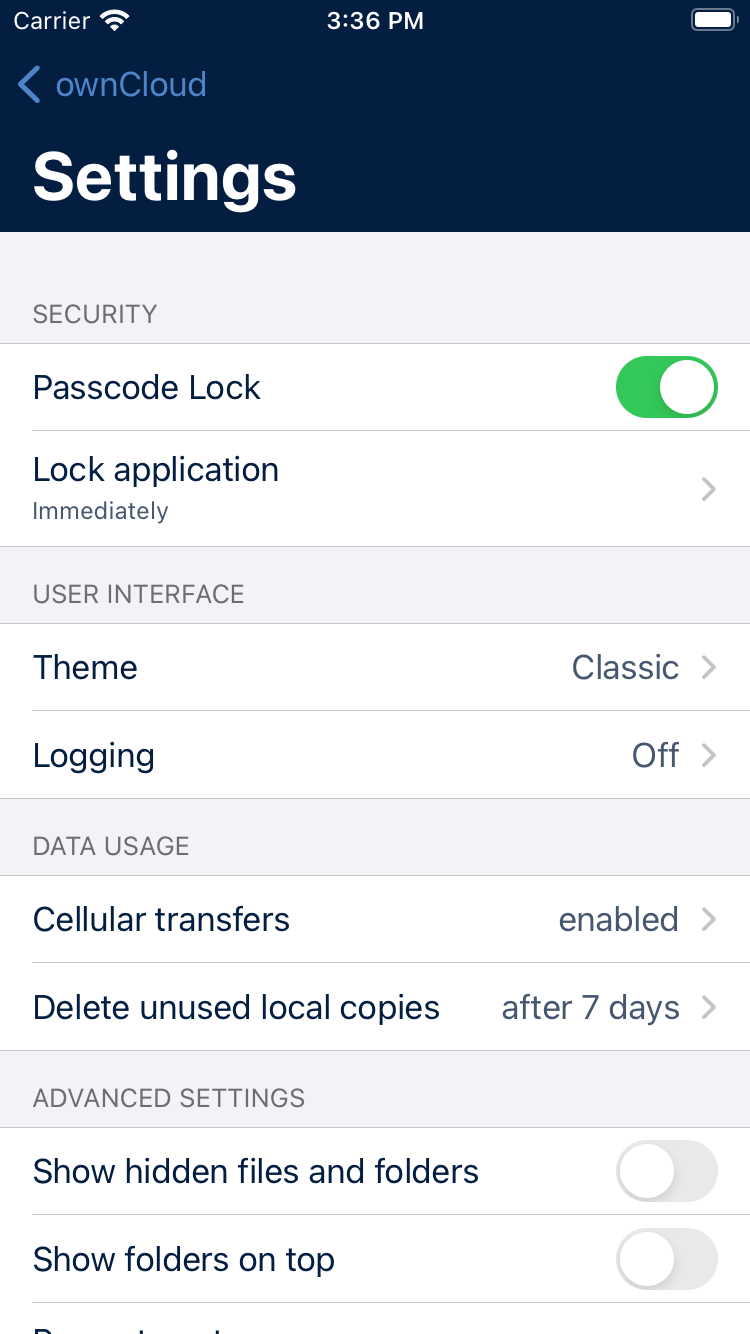 Carrier 3:36 PM
ownCloud
Settings
SECURITY
Passcode Lock
Lock application
Immediately
USER INTERFACE
Theme Classic
Logging Off
DATA USAGE
Cellular transfers enabled
Delete unused local copies after 7 days
ADVANCED SETTINGS
Show hidden files and folders
Show folders on top